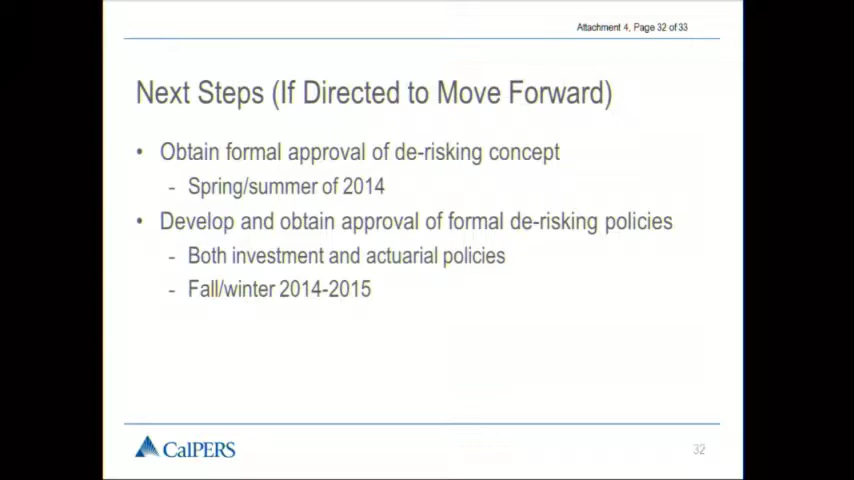 Attachment 4, Page 32 of 33
Next Steps (If Directed to Move Forward)
• Obtain formal approval of de-risking concept
- Spring/summer of 2014
• Develop and obtain approval of formal de-risking policies
- Both investment and actuarial policies
- Fall/winter 2014-2015
CalPERS
32